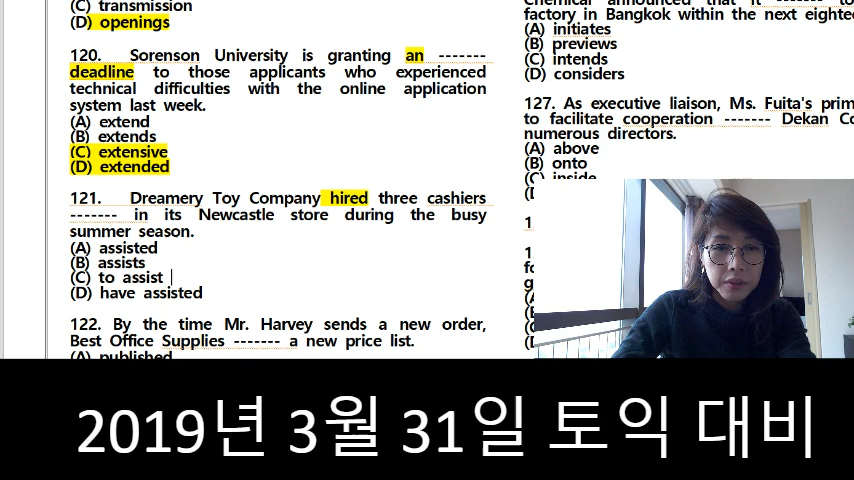 (C) transmission
(D) openings
120. Sorenson University is granting an -------
deadline to those applicants who experienced
technical difficulties with the online application
system last week.
(A) extend
(B) extends
(C) extensive
(D) extended
121. Dreamery Toy Company hired three cashiers
------- in its Newcastle store during the busy
summer season.
(A) assisted
(B) assists
(C) to assist
(D) have assisted
122. By the time Mr. Harvey sends a new order,
Best Office Supplies ------- a new price list.
(A) published
Chemical announced that it ------- to
factory in Bangkok within the next
(A) initiates
(B) previews
(C) intends
(D) considers
127. As executive liaison, Ms. Fuita's
to facilitate cooperation ------- Dekan
numerous directors.
(A) above
(B) onto
(C) inside
2019년 3월 31일 토익 대비